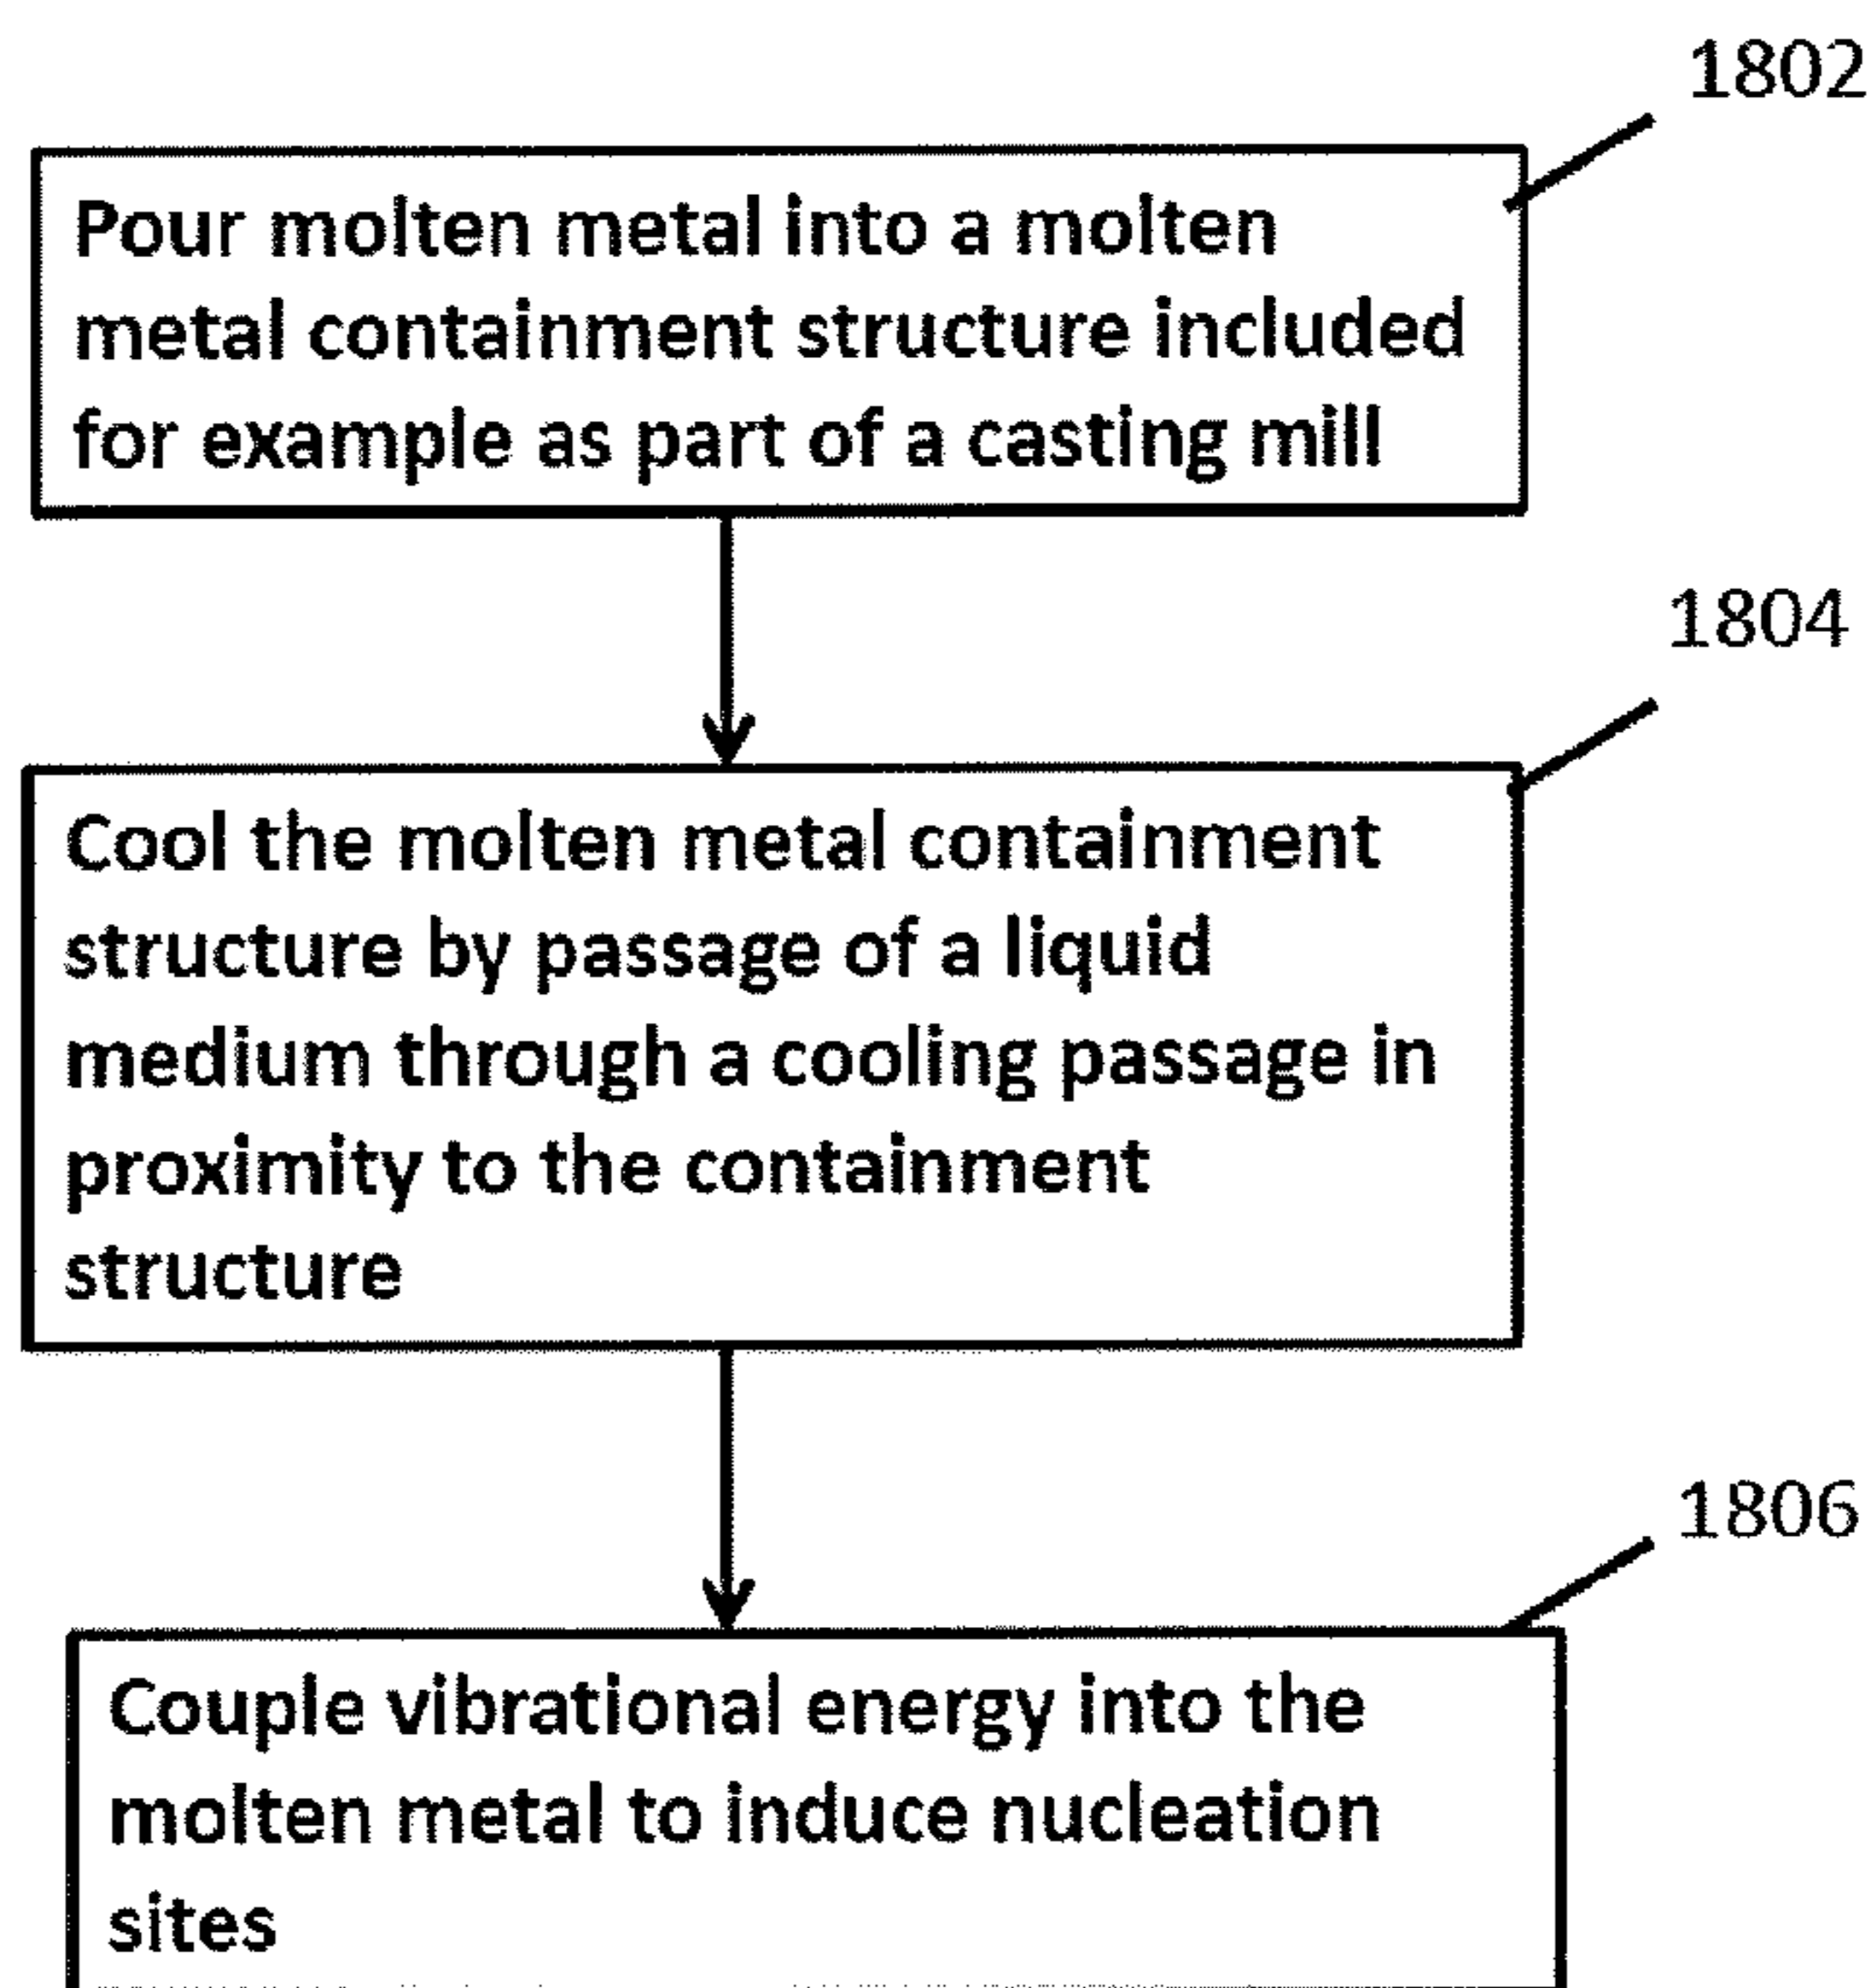 1802
Pour molten metal into a molten
metal containment structure included
for example as part of a casting mill
1804
Cool the molten metal containment
structure by passage of a liquid
medium through a cooling passage in
proximity to the containment
structure
1806
Couple vibrational energy into the
molten metal to induce nucleation
sites